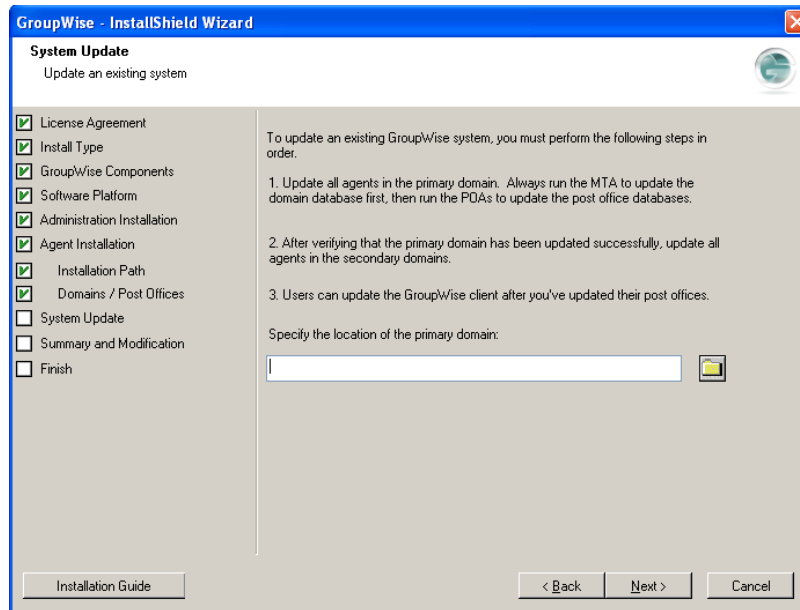 GroupWise - InstallShield Wizard
System Update
Update an existing system
License Agreement
Install Type
GroupWise Components
Software Platform
Administration Installation
Agent Installation
Installation Path
Domains / Post Offices
System Update
Summary and Modification
Finish
To update an existing GroupWise system, you must perform the following steps in
order.
1. Update all agents in the primary domain.  Always run the MTA to update the
domain database first, then run the POAs to update the post office databases.
2. After verifying that the primary domain has been updated successfully, update all
agents in the secondary domains.
3. Users can update the GroupWise client after you've updated their post offices.
Specify the location of the primary domain:
Installation Guide
< Back
Next >
Cancel